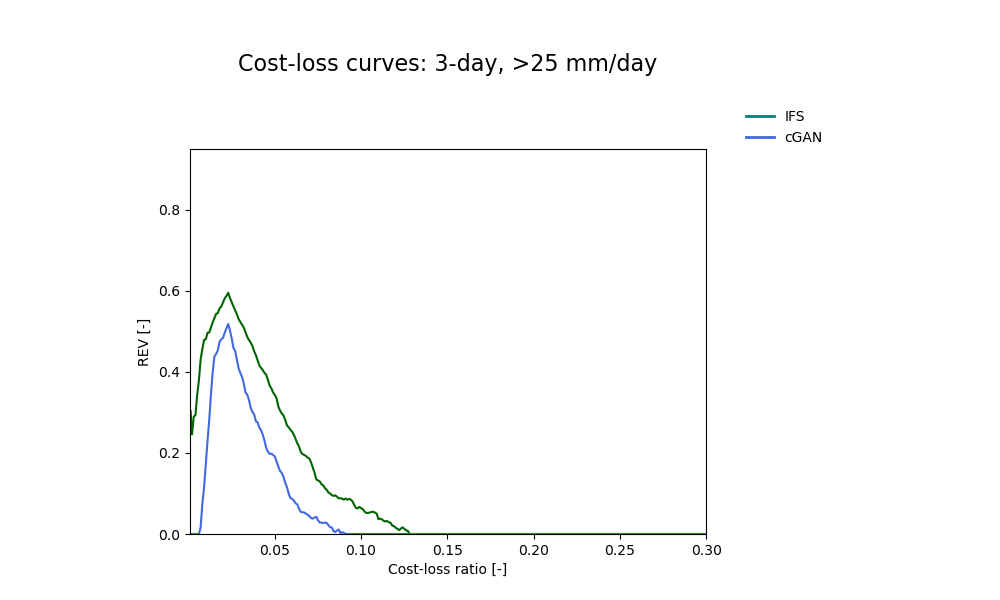 Cost-loss curves: 3-day, >25 mm/day
IFS
cGAN
0.8
0.6
0.4
0.2
0.0
REV [-]
0.05 0.10 0.15 0.20 0.25 0.30
Cost-loss ratio [-]